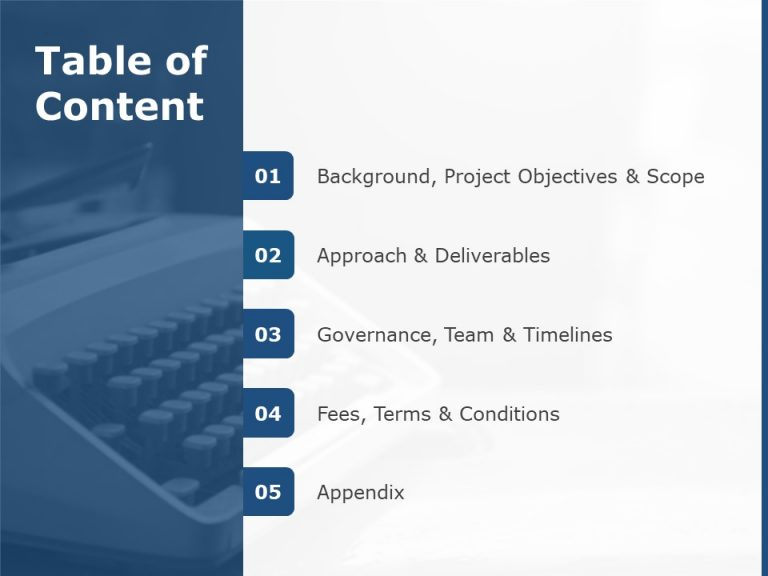 Table of
Content
01 Background, Project Objectives & Scope
02 Approach & Deliverables
03 Governance, Team & Timelines
04 Fees, Terms & Conditions
05 Appendix